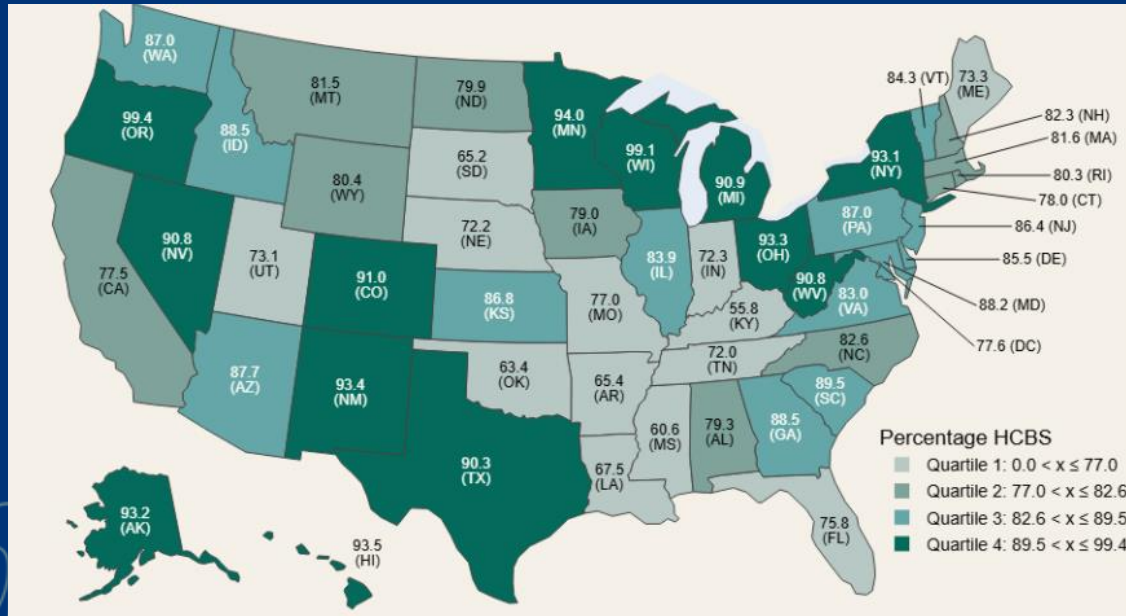 87.0
(WA)
99.4
(OR)
88.5
(ID)
81.5
(MT)
79.9
(ND)
65.2
(SD)
80.4
(WY)
72.2
(NE)
94.0
(MN)
99.1
(WI)
90.9
(MI)
79.0
(IA)
90.8
(NV)
73.1
(UT)
77.5
(CA)
91.0
(CO)
86.8
(KS)
77.0
(MO)
83.9
(IL)
72.3
(IN)
93.3
(OH)
55.8
(KY)
90.8
(WV)
83.0
(VA)
87.0
(PA)
93.1
(NY)
84.3 (VT)
73.3
(ME)
82.3 (NH)
81.6 (MA)
80.3 (RI)
78.0 (CT)
86.4 (NJ)
85.5 (DE)
88.2 (MD)
77.6 (DC)
87.7
(AZ)
93.4
(NM)
63.4
(OK)
65.4
(AR)
72.0
(TN)
82.6
(NC)
89.5
(SC)
90.3
(TX)
67.5
(LA)
60.6
(MS)
79.3
(AL)
88.5
(GA)
75.8
(FL)
93.2
(AK)
93.5
(HI)
Percentage HCBS
Quartile 1: 0.0 < x ≤ 77.0
Quartile 2: 77.0 < x ≤ 82.6
Quartile 3: 82.6 < x ≤ 89.5
Quartile 4: 89.5 < x ≤ 99.4